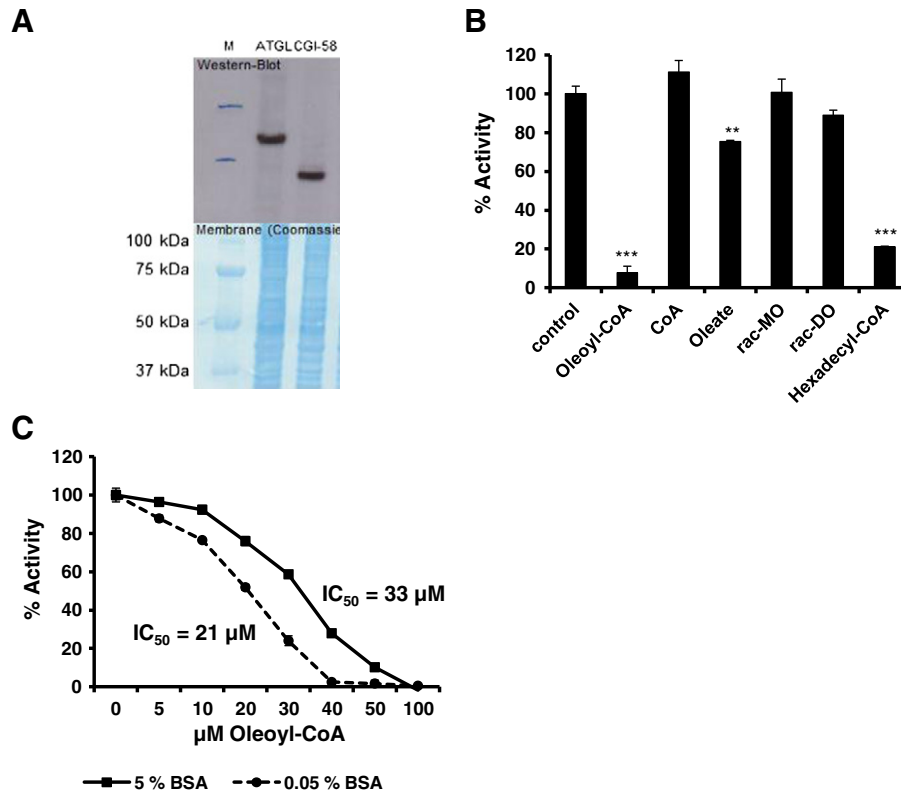 A
M ATGL CGI-58
Western-Blot
Membrane (Coomassie
100 kDa
75 kDa
50 kDa
37 kDa
B
120
100
80
60
40
20
0
% Activity
**
***
***
control
Oleoyl-CoA
CoA
Oleate
rac-MO
rac-DO
Hexadecyl-CoA
C
120
100
80
60
40
20
0
% Activity
IC50 = 33 µM
IC50 = 21 µM
0 5 10 20 30 40 50 100
µM Oleoyl-CoA
5 % BSA 0.05 % BSA